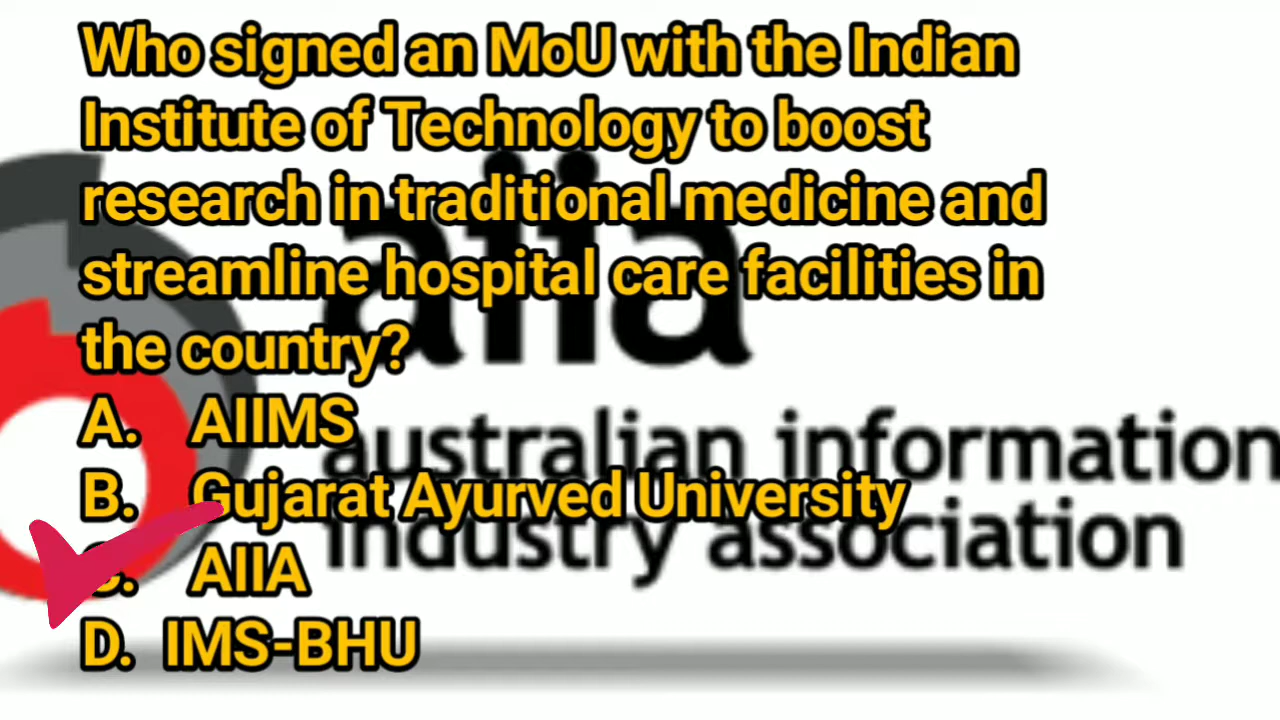 Who signed an MoU with the Indian
Institute of Technology to boost
research in traditional medicine and
streamline hospital care facilities in
the country?
A. AIIMS
B. Gujarat Ayurved University
C. AIIA
D. IMS-BHU
aiia
australian information
industry association